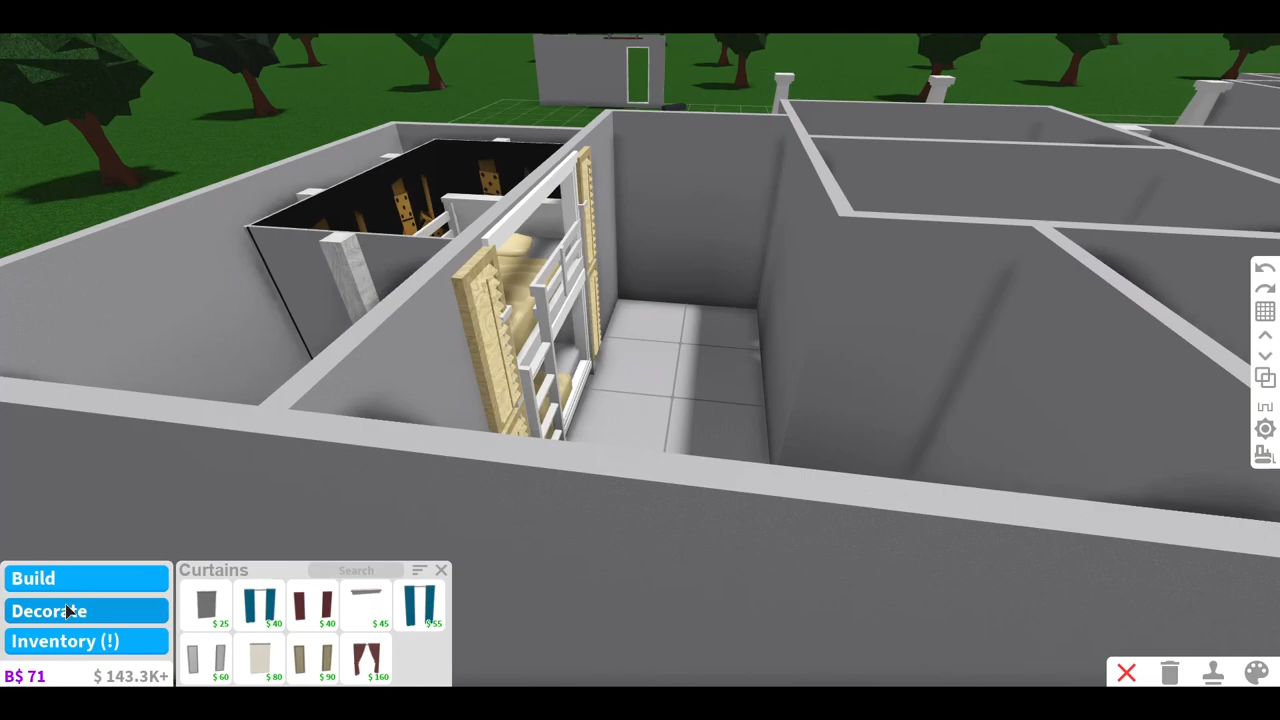 Curtains
Search
$ 25
$ 40
$ 40
$ 45
$ 55
$ 60
$ 80
$ 90
$ 160
Build
Decorate
Inventory (!)
B$ 71
$ 143.3K+